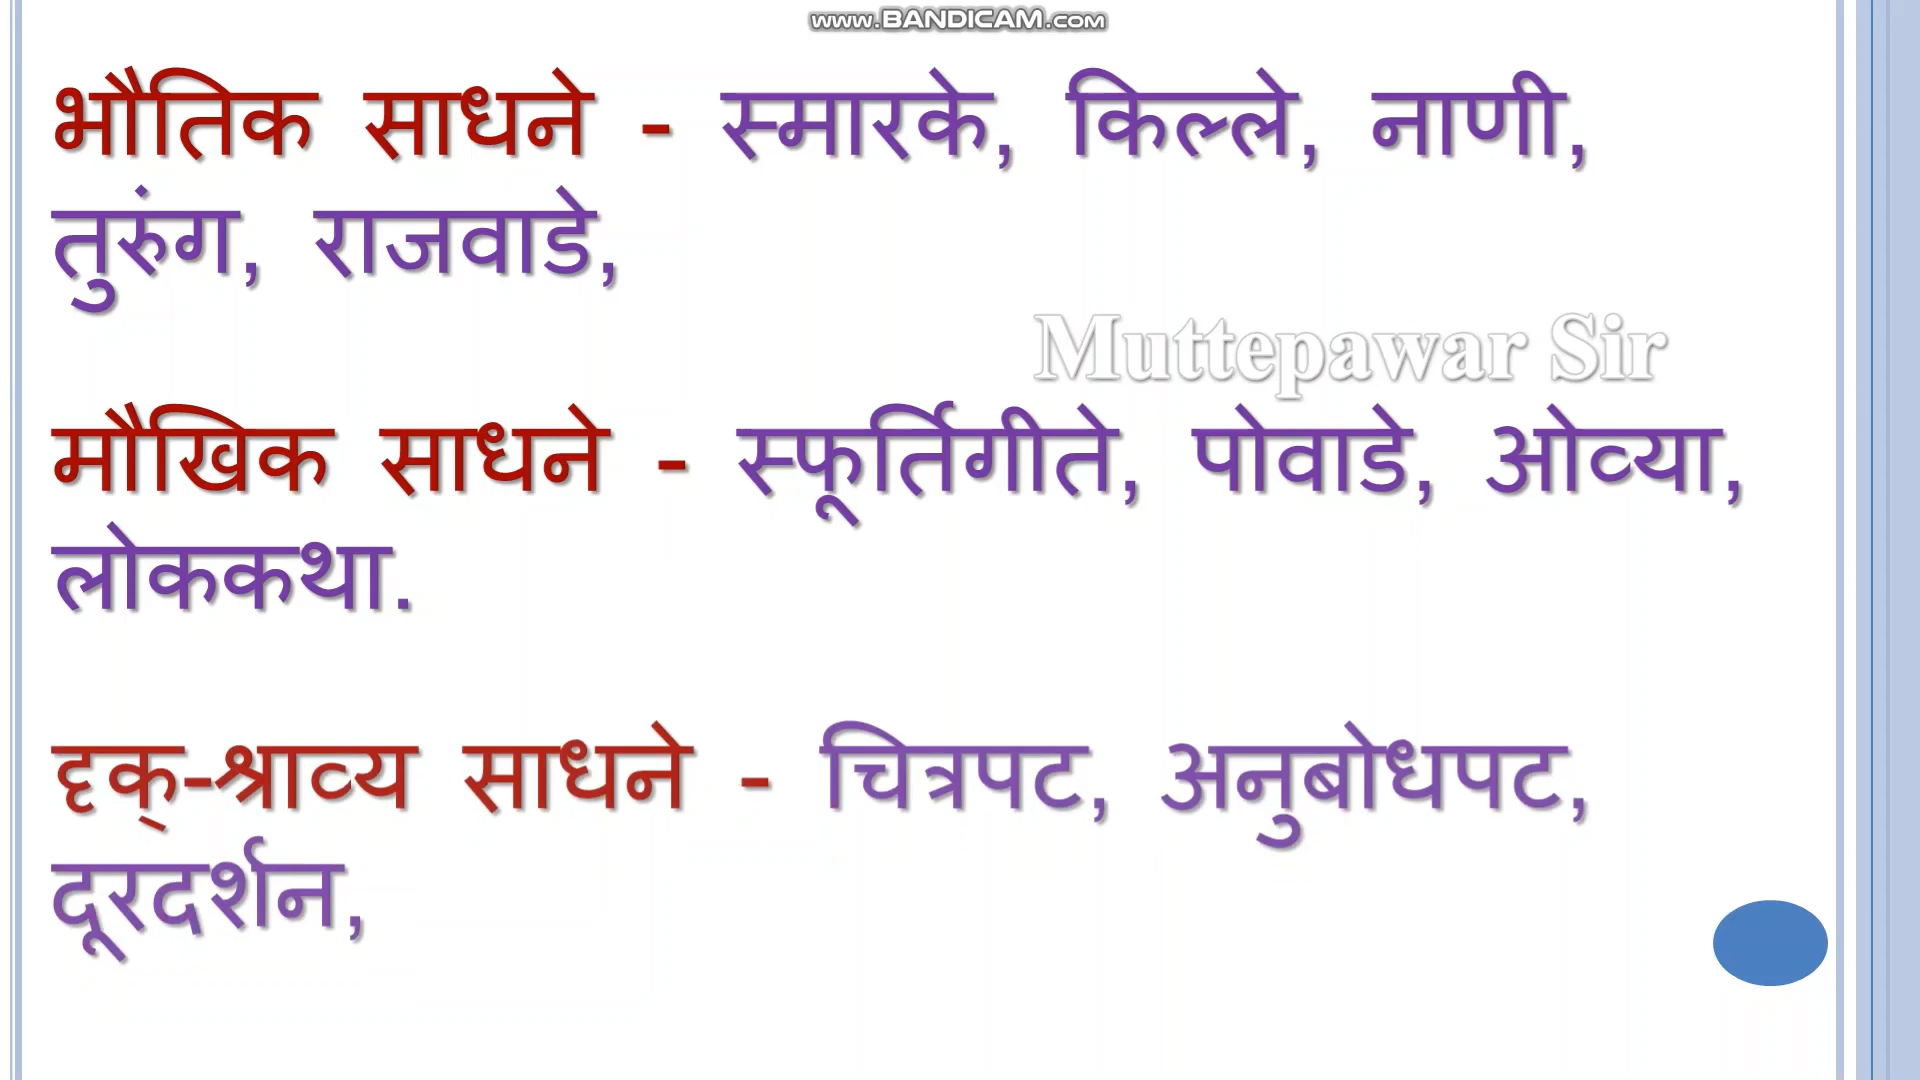 www.BANDICAM.com
भौतिक साधने - स्मारके, किल्ले, नाणी,
तुरुंग, राजवाडे,
Muttepawar Sir
मौखिक साधने - स्फूर्तिगीते, पोवाडे, ओव्या,
लोककथा.
दृक्-श्राव्य साधने - चित्रपट, अनुबोधपट,
दूरदर्शन,